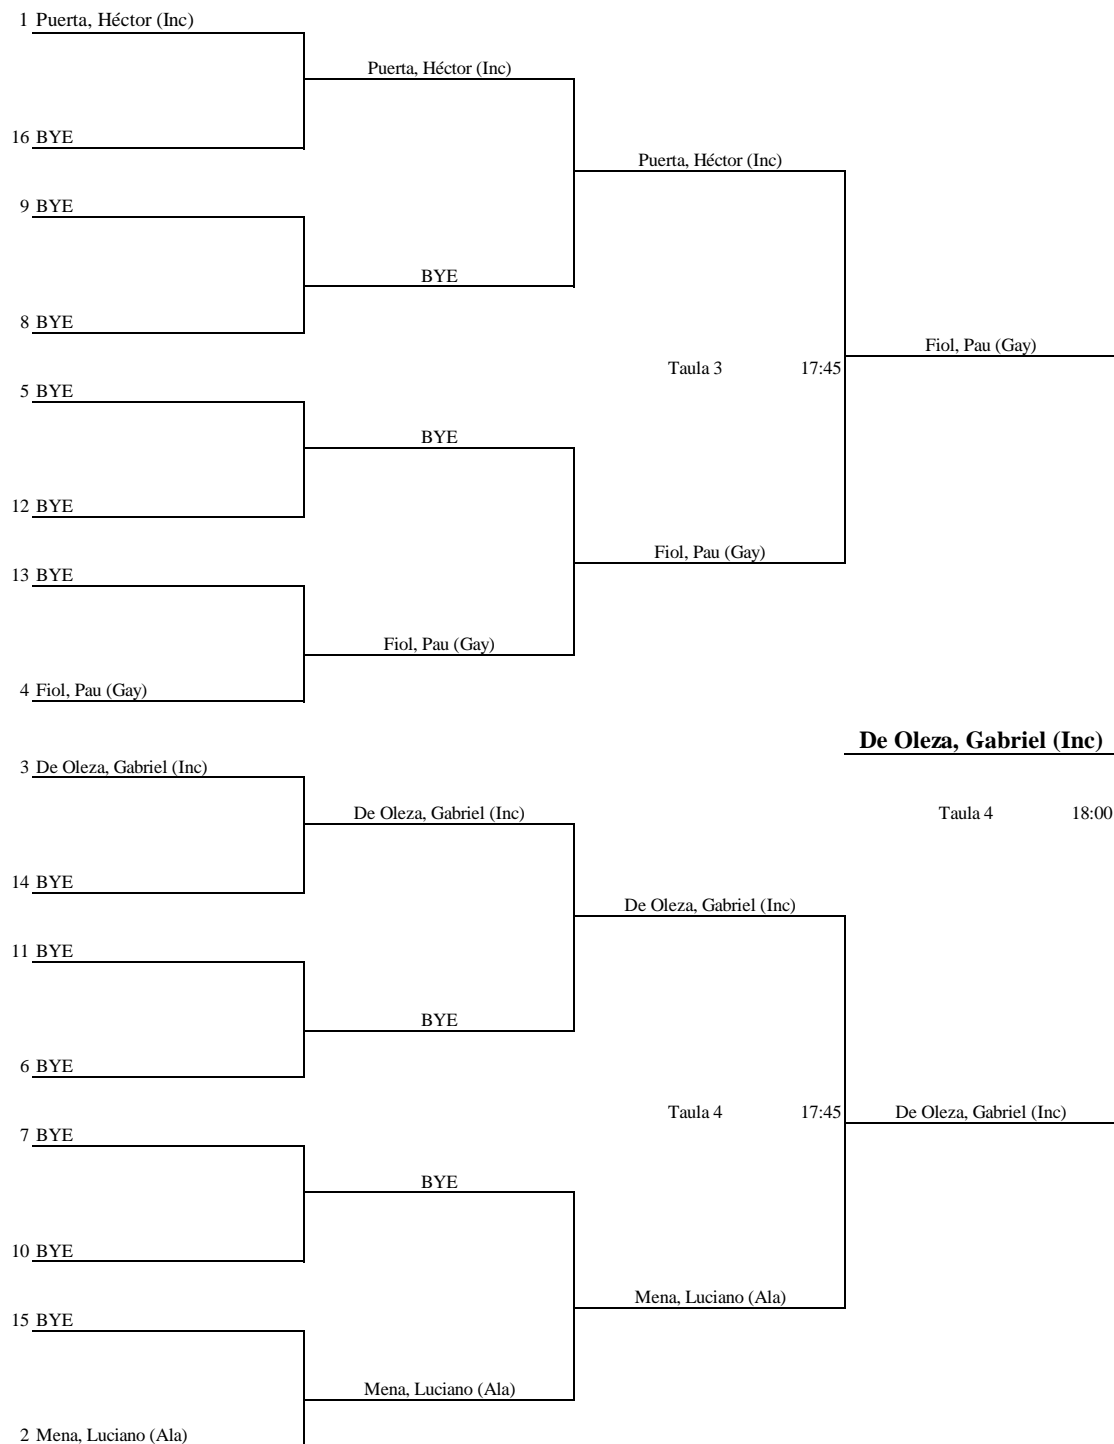 1 Puerta, Héctor (Inc)
Puerta, Héctor (Inc)
16 BYE
Puerta, Héctor (Inc)
9 BYE
BYE
8 BYE
Fiol, Pau (Gay)
Taula 3 17:45
5 BYE
BYE
12 BYE
Fiol, Pau (Gay)
13 BYE
Fiol, Pau (Gay)
4 Fiol, Pau (Gay)
De Oleza, Gabriel (Inc)
3 De Oleza, Gabriel (Inc)
De Oleza, Gabriel (Inc)
Taula 4 18:00
14 BYE
De Oleza, Gabriel (Inc)
11 BYE
BYE
6 BYE
Taula 4 17:45
De Oleza, Gabriel (Inc)
7 BYE
BYE
10 BYE
Mena, Luciano (Ala)
15 BYE
Mena, Luciano (Ala)
2 Mena, Luciano (Ala)